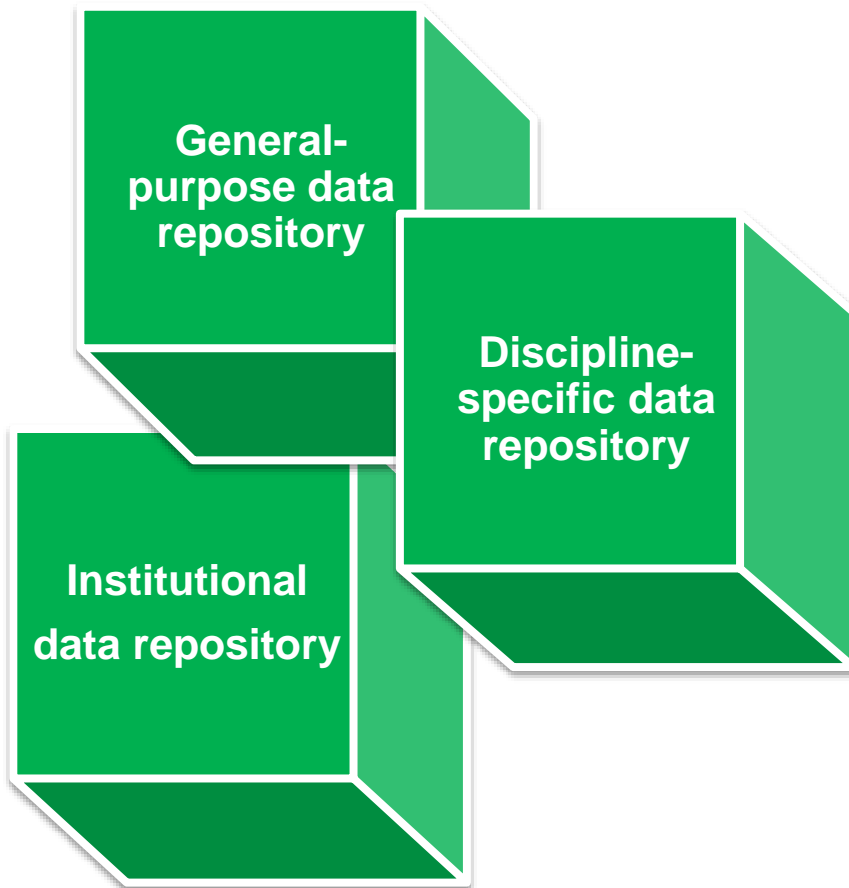 General-
purpose data
repository
Discipline-
specific data
repository
Institutional
data repository